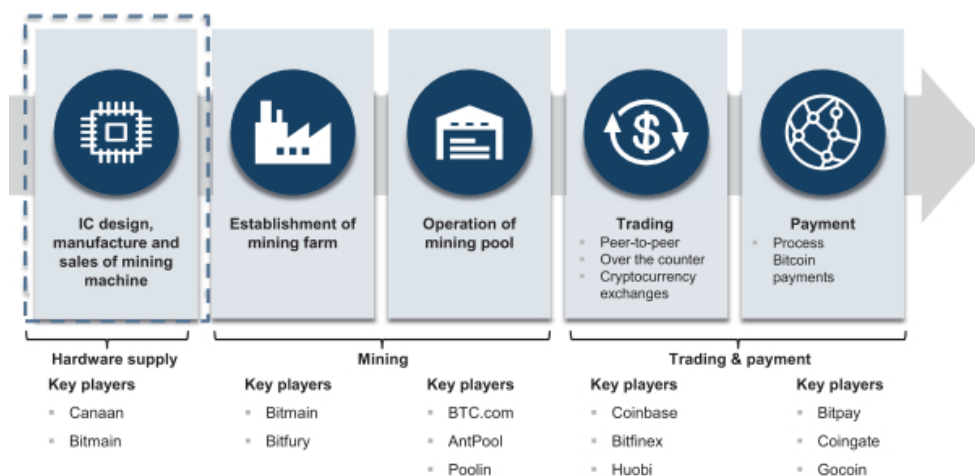 IC design,
manufacture and
sales of mining
machine
Establishment of
mining farm
Operation of
mining pool
$
Trading
Peer-to-peer
Over the counter
Cryptocurrency
exchanges
Payment
Process
Bitcoin
payments
Hardware supply
Mining
Trading & payment
Key players
Canaan
Bitmain
Key players
Bitmain
Bitfury
Key players
BTC.com
AntPool
Poolin
Key players
Coinbase
Bitfinex
Huobi
Key players
Bitpay
Coingate
Gocoin